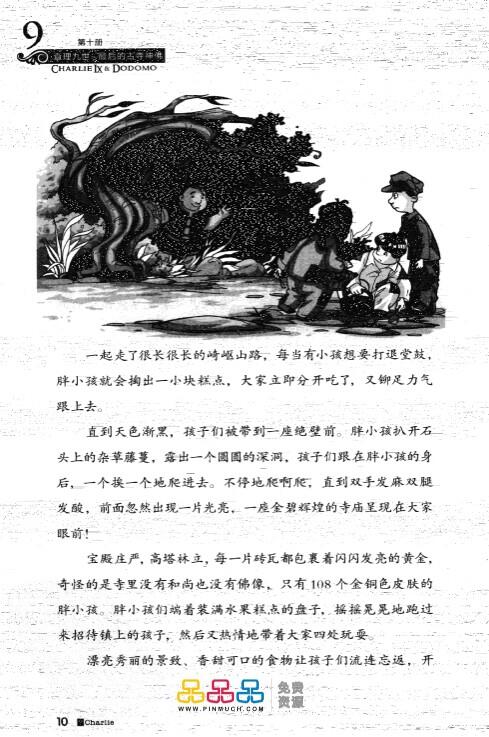 9
第十册
查理九世·最后的古寺神佛
CHARLIE IX & DODOMO
一起走了很长很长的崎岖山路，每当有小孩想要打退堂鼓，
胖小孩就会掏出一小块糕点，大家立即分开吃了，又铆足力气
跟上去。
直到天色渐黑，孩子们被带到一座绝壁前。胖小孩扒开石
头上的杂草藤蔓，露出一个圆圆的深洞，孩子们跟在胖小孩的身
后，一个挨一个地爬进去。不停地爬啊爬，直到双手发麻双腿
发酸，前面忽然出现一片光亮，一座金碧辉煌的寺庙呈现在大家
眼前！
宝殿庄严，高塔林立，每一片砖瓦都包裹着闪闪发亮的黄金，
奇怪的是寺里没有和尚也没有佛像，只有108个金铜色皮肤的
胖小孩。胖小孩们端着装满水果糕点的盘子，摇摇晃晃地跑过
来招待镇上的孩子，然后又热情地带着大家四处玩耍。
漂亮秀丽的景致、香甜可口的食物让孩子们流连忘返，开
品品品 免费
资源
WWW.PINMUCH.COM
10 Charlie